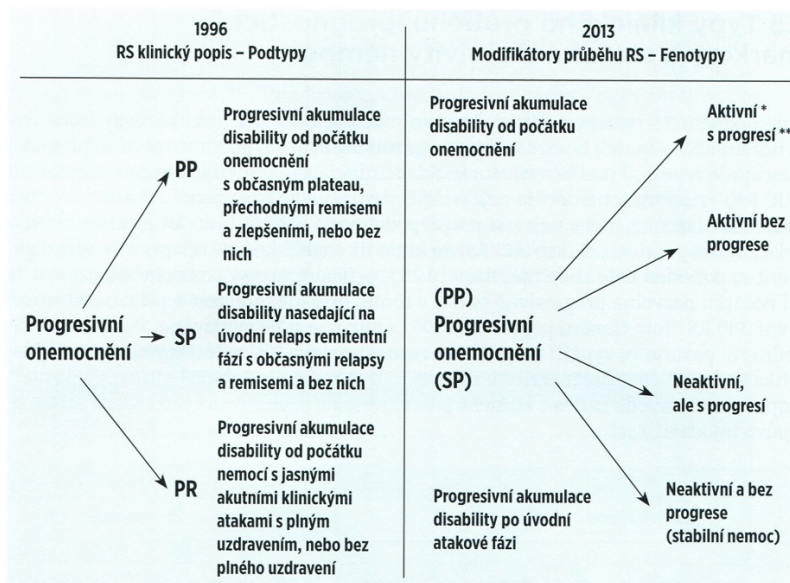 1996
RS klinický popis – Podtypy
Progresivní onemocnění
PP
Progresivní akumulace
disability od počátku
onemocnění
s občasným plateau,
přechodnými remisemi
a zlepšeními, nebo bez
nich
SP
Progresivní akumulace
disability nasedající na
úvodní relaps remitentní
fází s občasnými relapsy
a remisemi a bez nich
PR
Progresivní akumulace
disability od počátku
nemocí s jasnými
akutními klinickými
atakami s plným
uzdravením, nebo bez
plného uzdravení
2013
Modifikátory průběhu RS - Fenotypy
Progresivní akumulace
disability od počátku
onemocnění
(PP)
Progresivní
onemocnění
(SP)
Progresivní akumulace
disability po úvodní
atakové fázi
Aktivní *
s progresí **
Aktivní bez
progrese
Neaktivní,
ale s progresí
Neaktivní a bez
progrese
(stabilní nemoc)